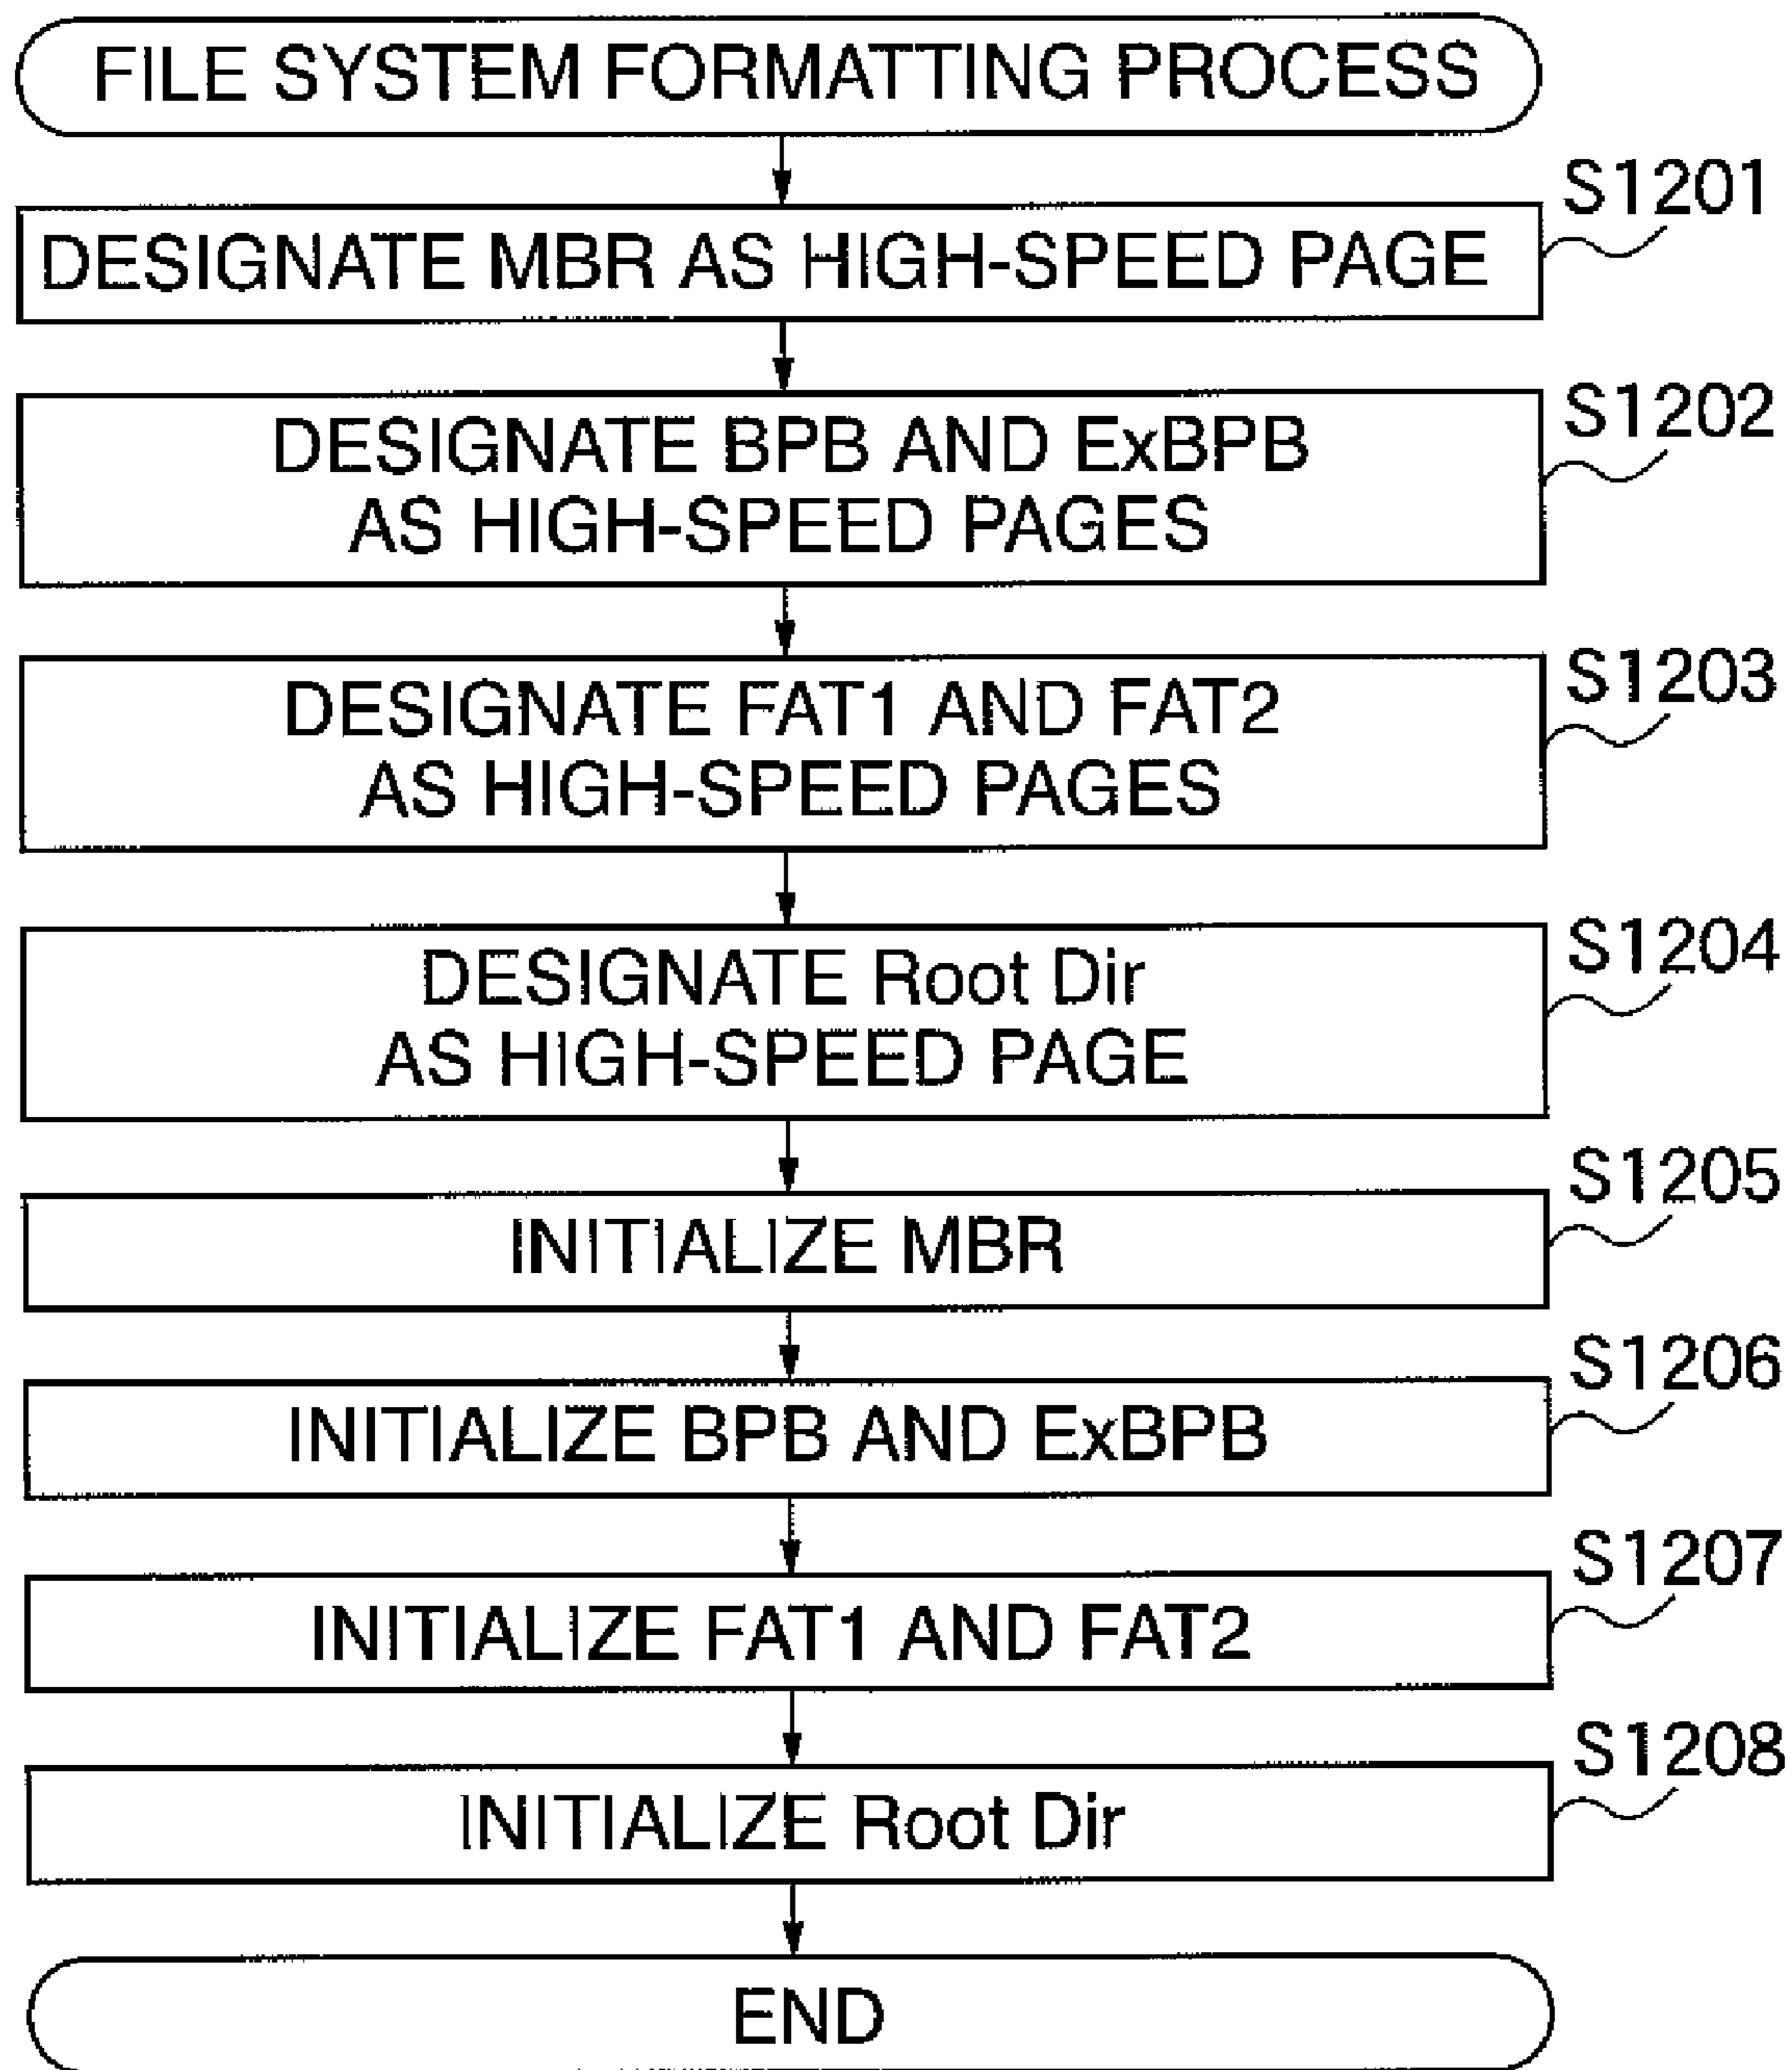 FILE SYSTEM FORMATTING PROCESS
S1201
DESIGNATE MBR AS HIGH-SPEED PAGE
S1202
DESIGNATE BPB AND ExBPB
AS HIGH-SPEED PAGES
S1203
DESIGNATE FAT1 AND FAT2
AS HIGH-SPEED PAGES
S1204
DESIGNATE Root Dir
AS HIGH-SPEED PAGE
S1205
INITIALIZE MBR
S1206
INITIALIZE BPB AND ExBPB
S1207
INITIALIZE FAT1 AND FAT2
S1208
INITIALIZE Root Dir
END